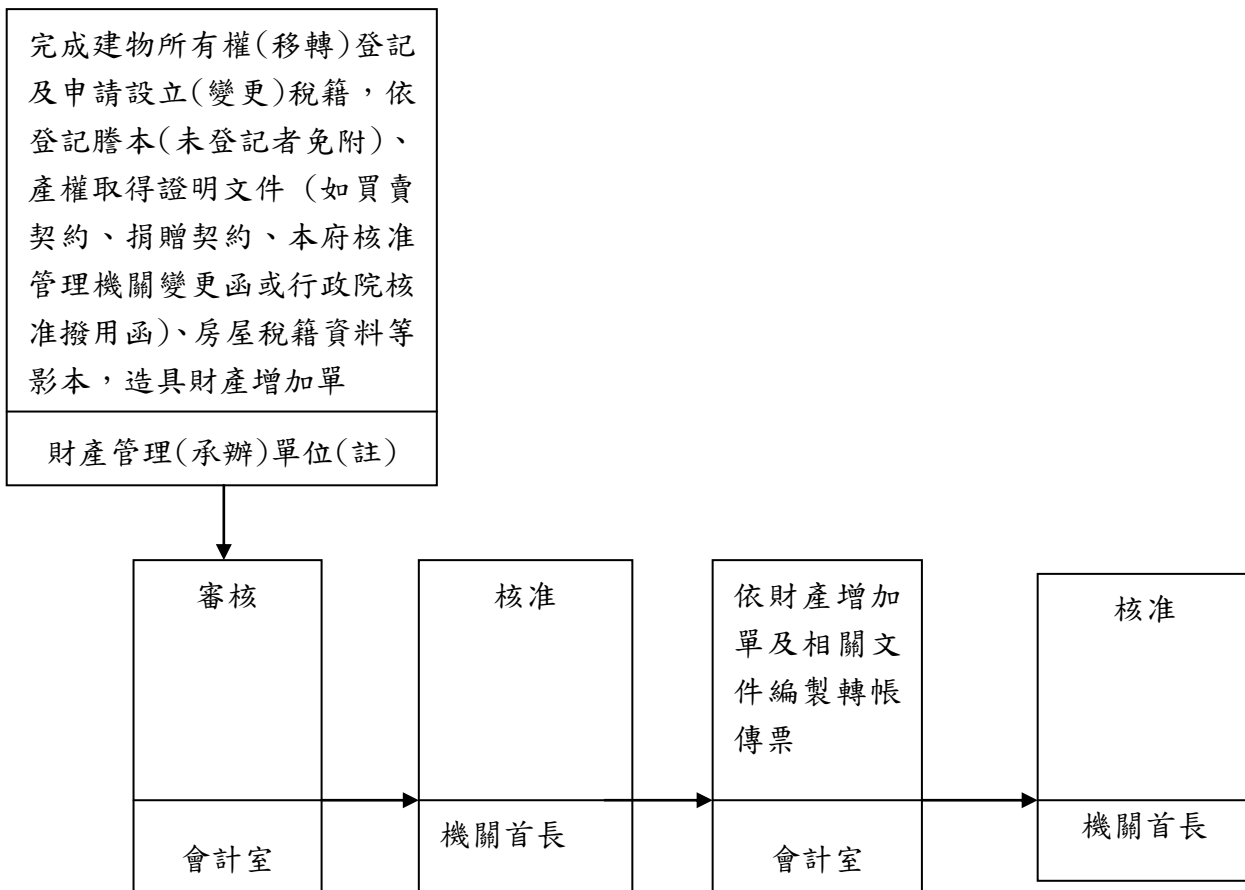 完成建物所有權(移轉)登記
及申請設立(變更)稅籍，依
登記謄本(未登記者免附)、
產權取得證明文件（如買賣
契約、捐贈契約、本府核准
管理機關變更函或行政院核
准撥用函)、房屋稅籍資料等
影本，造具財產增加單
財產管理(承辦)單位(註)
審核
會計室
核准
機關首長
依財產增加
單及相關文
件編製轉帳
傳票
會計室
核准
機關首長